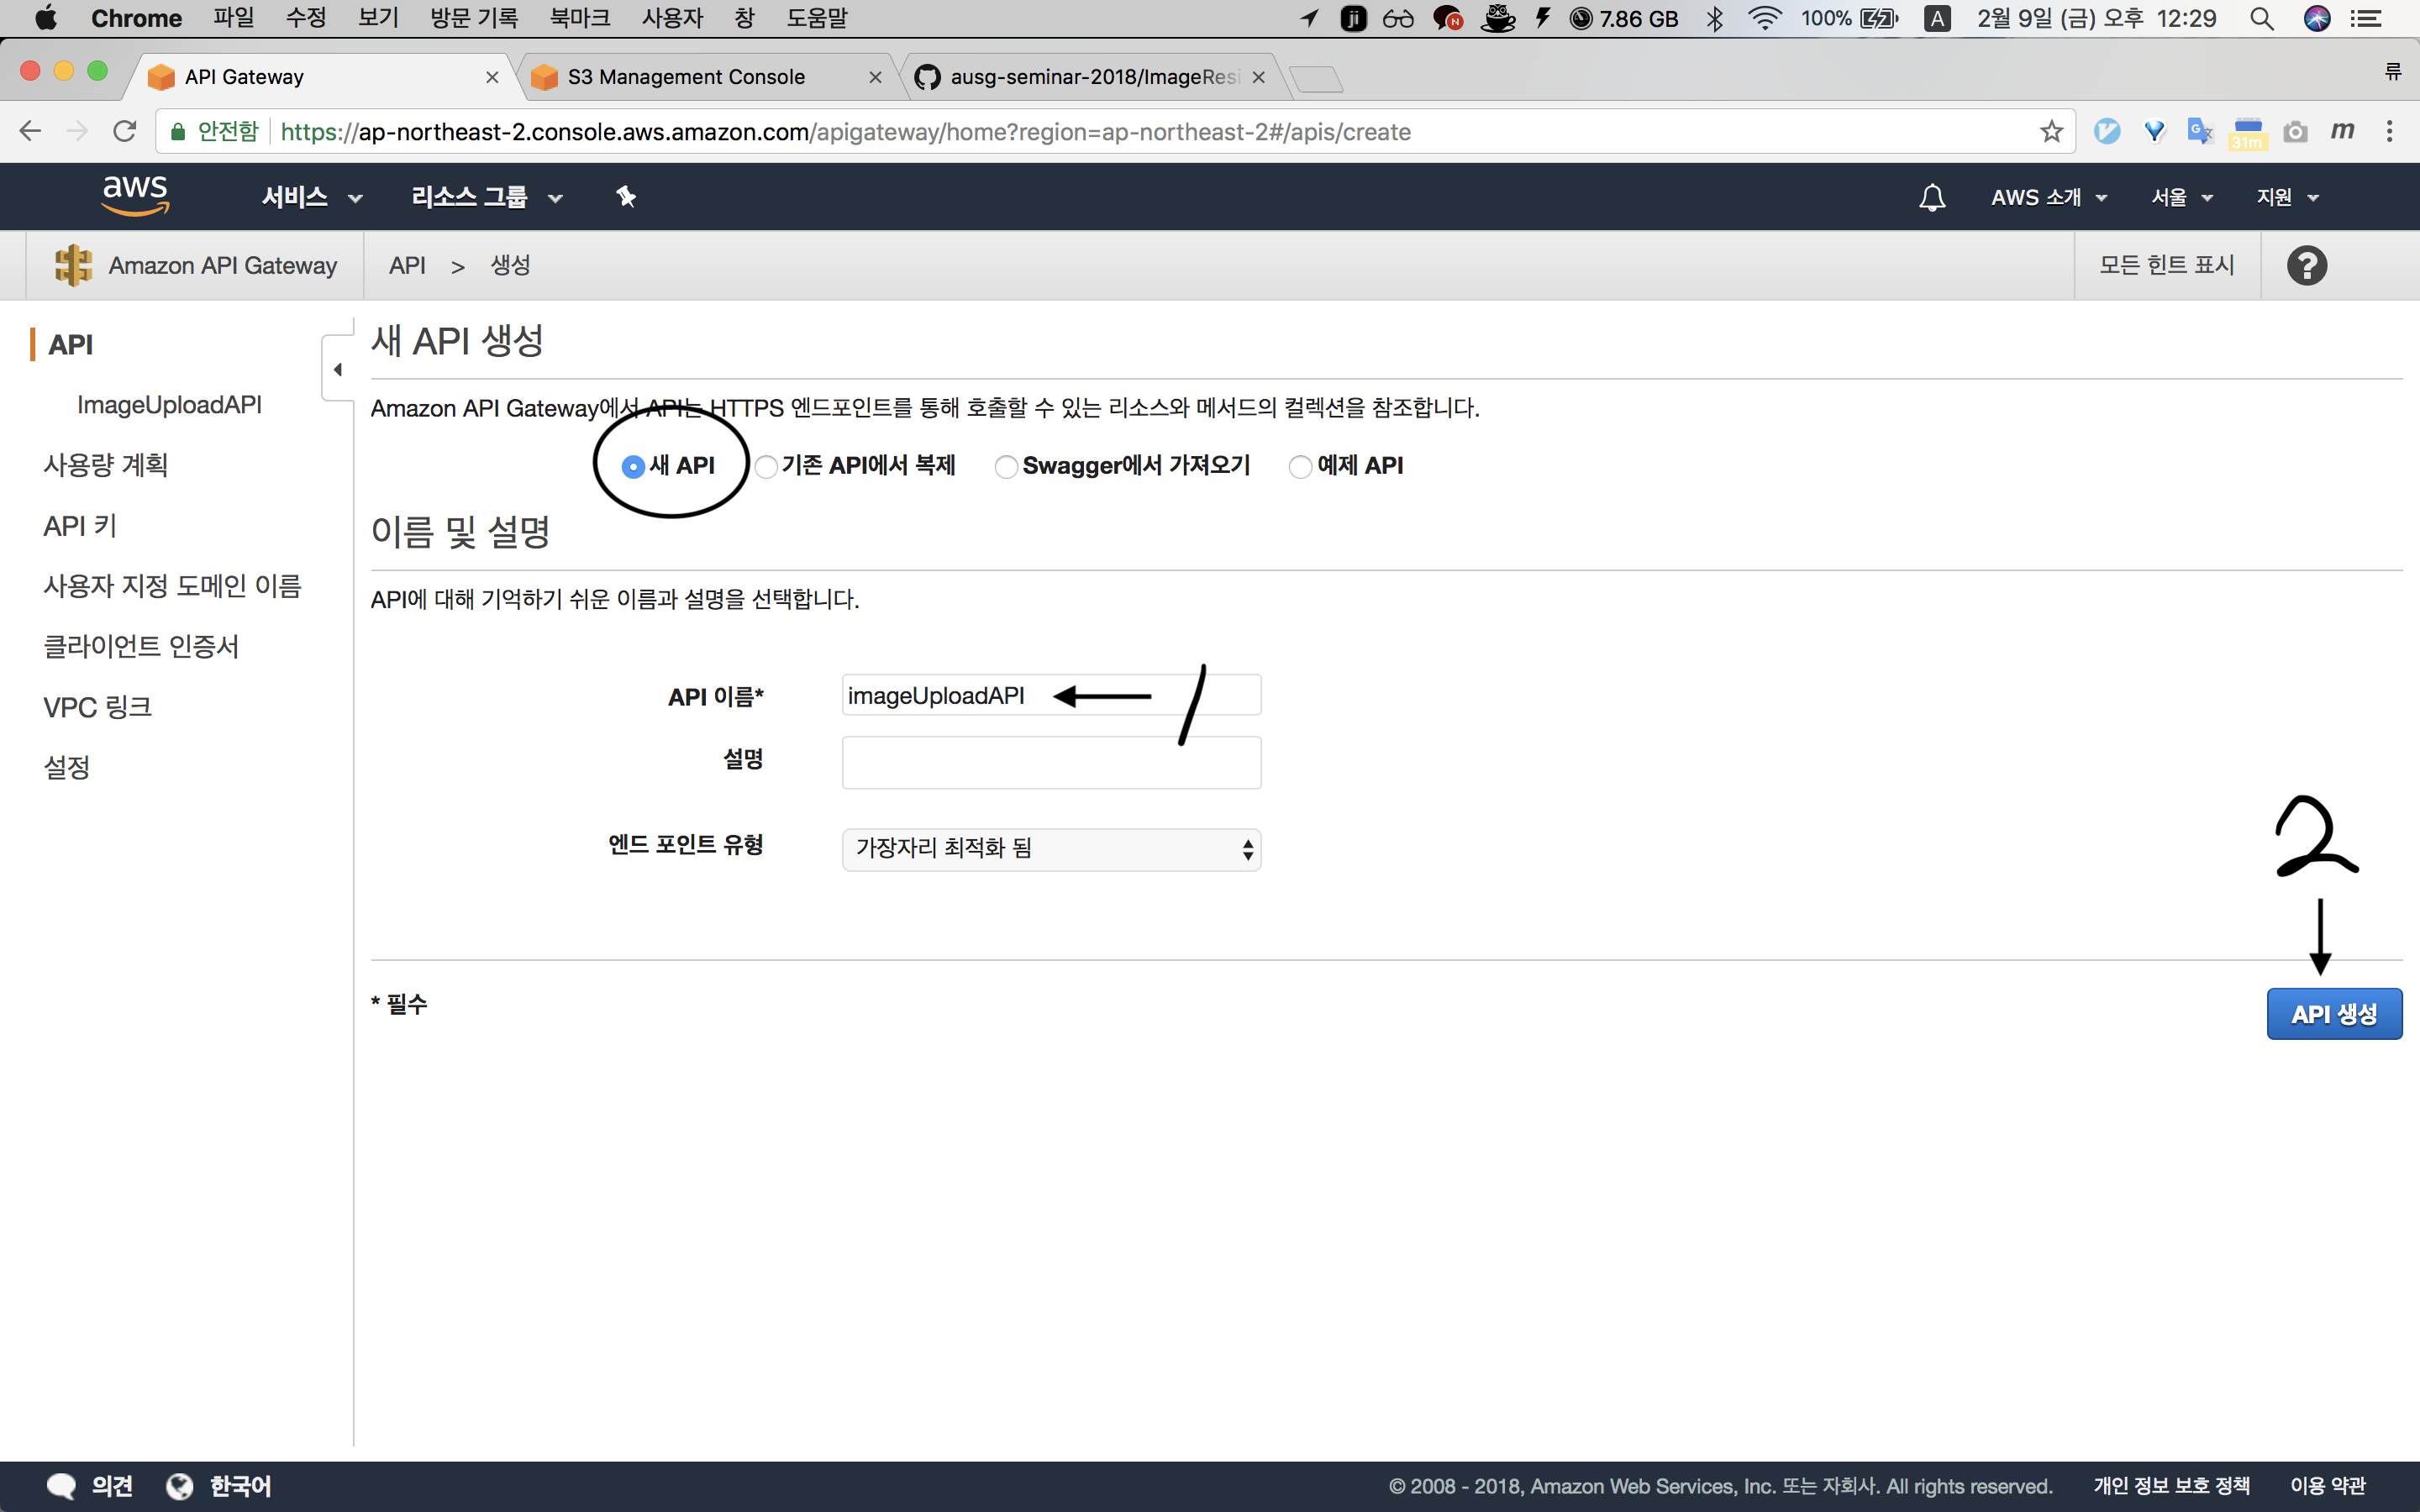 Chrome 파일 수정 보기 방문 기록 북마크 사용자 창 도움말 ji N 7.86 GB 100% A 2월 9일 (금) 오후 12:29
API Gateway S3 Management Console ausg-seminar-2018/ImageResi 류
안전함 https://ap-northeast-2.console.aws.amazon.com/apigateway/home?region=ap-northeast-2#/apis/create 31m m
aws 서비스 리소스 그룹 AWS 소개 서울 지원
Amazon API Gateway API > 생성 모든 힌트 표시 ?
API
ImageUploadAPI
사용량 계획
API 키
사용자 지정 도메인 이름
클라이언트 인증서
VPC 링크
설정
새 API 생성
Amazon API Gateway에서 API는 HTTPS 엔드포인트를 통해 호출할 수 있는 리소스와 메서드의 컬렉션을 참조합니다.
새 API 기존 API에서 복제 Swagger에서 가져오기 예제 API
이름 및 설명
API에 대해 기억하기 쉬운 이름과 설명을 선택합니다.
API 이름* imageUploadAPI 1
설명
엔드 포인트 유형 가장자리 최적화 됨
2
* 필수
API 생성
의견 한국어 © 2008 - 2018, Amazon Web Services, Inc. 또는 자회사. All rights reserved. 개인 정보 보호 정책 이용 약관